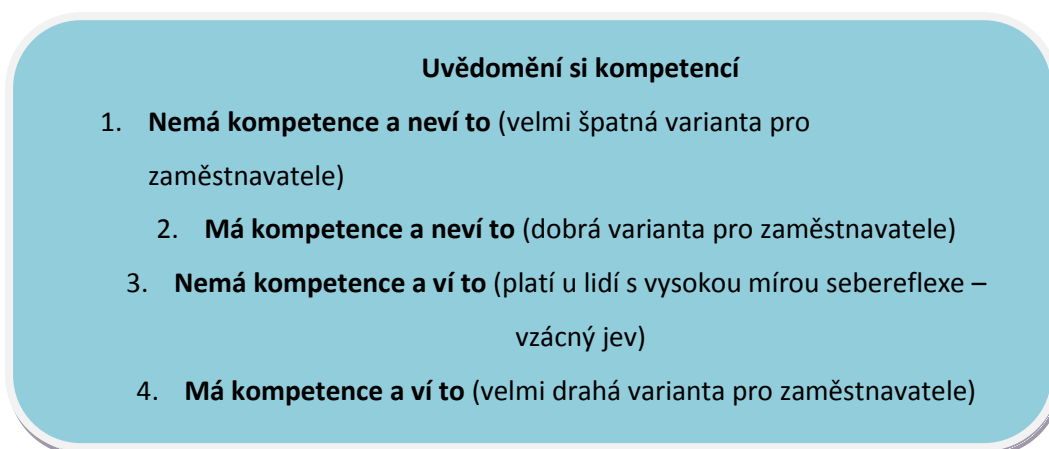 Uvědomění si kompetencí
1. Nemá kompetence a neví to (velmi špatná varianta pro
zaměstnavatele)
2. Má kompetence a neví to (dobrá varianta pro zaměstnavatele)
3. Nemá kompetence a ví to (platí u lidí s vysokou mírou sebereflexe –
vzácný jev)
4. Má kompetence a ví to (velmi drahá varianta pro zaměstnavatele)